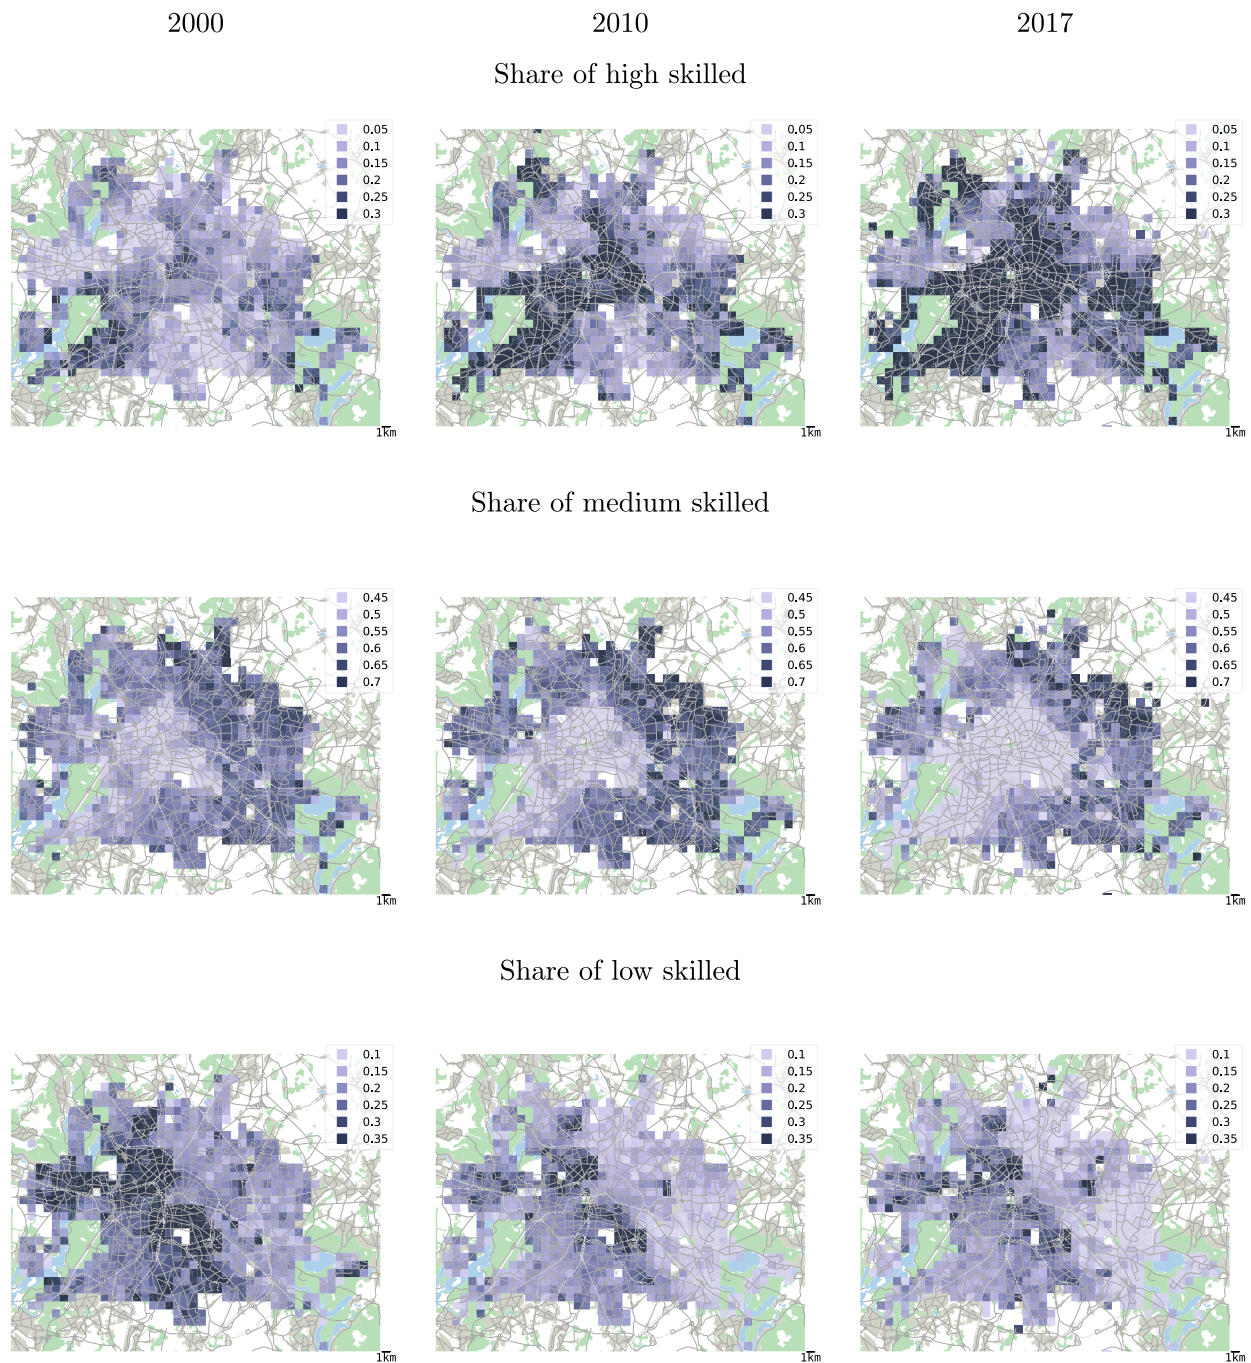 2000 2010 2017
Share of high skilled
0.05 0.05 0.05
0.1 0.1 0.1
0.15 0.15 0.15
0.2 0.2 0.2
0.25 0.25 0.25
0.3 0.3 0.3
1km 1km 1km
Share of medium skilled
0.45 0.45 0.45
0.5 0.5 0.5
0.55 0.55 0.55
0.6 0.6 0.6
0.65 0.65 0.65
0.7 0.7 0.7
1km 1km 1km
Share of low skilled
0.1 0.1 0.1
0.15 0.15 0.15
0.2 0.2 0.2
0.25 0.25 0.25
0.3 0.3 0.3
0.35 0.35 0.35
1km 1km 1km